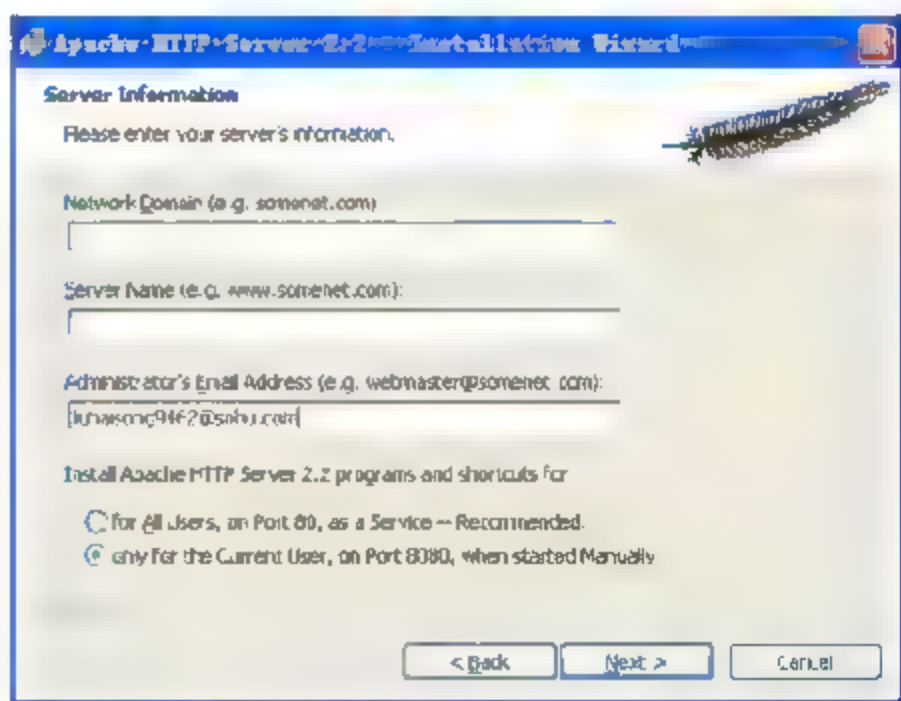 Apache HTTP Server 2.2 - Installation Wizard
Server Information
Please enter your server's information.
Network Domain (e.g. somenet.com)
Server Name (e.g. www.somenet.com):
Administrator's Email Address (e.g. webmaster@somenet.com):
Install Apache HTTP Server 2.2 programs and shortcuts for
for All Users, on Port 80, as a Service -- Recommended.
only for the Current User, on Port 8080, when started Manually
< Back
Next >
Cancel